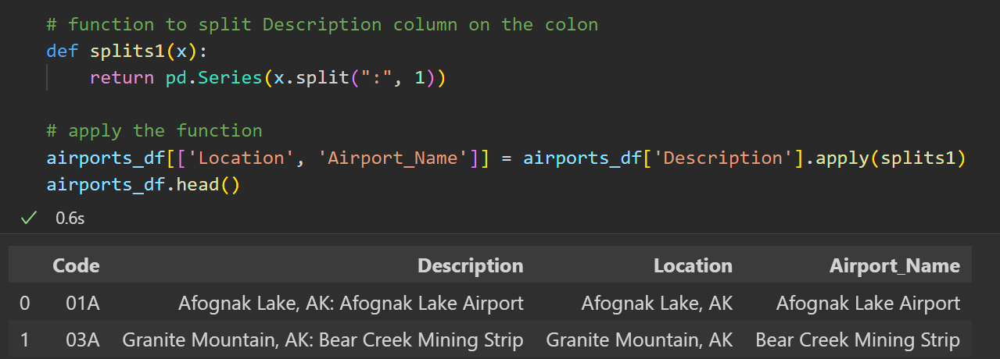 # function to split Description column on the colon
def splits1(x):
    return pd.Series(x.split(":", 1))
# apply the function
airports_df[['Location', 'Airport_Name']] = airports_df['Description'].apply(splits1)
airports_df.head()
✓ 0.6s
Code Description Location Airport_Name
0 01A Afognak Lake, AK: Afognak Lake Airport Afognak Lake, AK Afognak Lake Airport
1 03A Granite Mountain, AK: Bear Creek Mining Strip Granite Mountain, AK Bear Creek Mining Strip